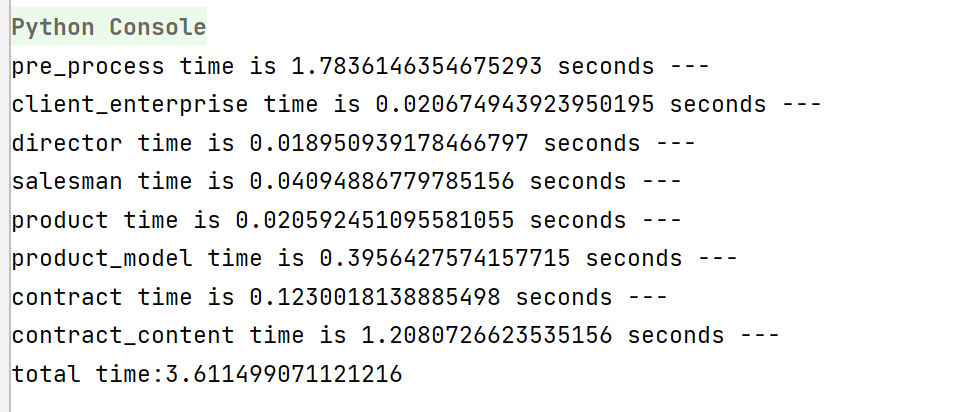 Python Console
pre_process time is 1.7836146354675293 seconds ---
client_enterprise time is 0.020674943923950195 seconds ---
director time is 0.018950939178466797 seconds ---
salesman time is 0.04094886779785156 seconds ---
product time is 0.020592451095581055 seconds ---
product_model time is 0.3956427574157715 seconds ---
contract time is 0.1230018138885498 seconds ---
contract_content time is 1.2080726623535156 seconds ---
total time:3.611499071121216